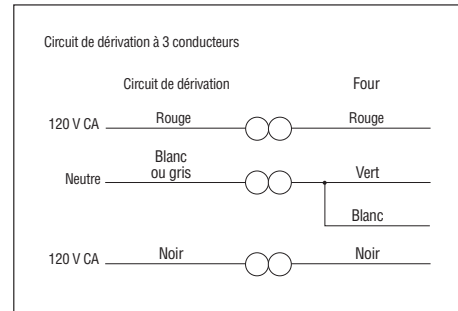 Circuit de dérivation à 3 conducteurs
Circuit de dérivation Four
120 V CA Rouge Rouge
Blanc
ou gris
Neutre Vert
Blanc
120 V CA Noir Noir